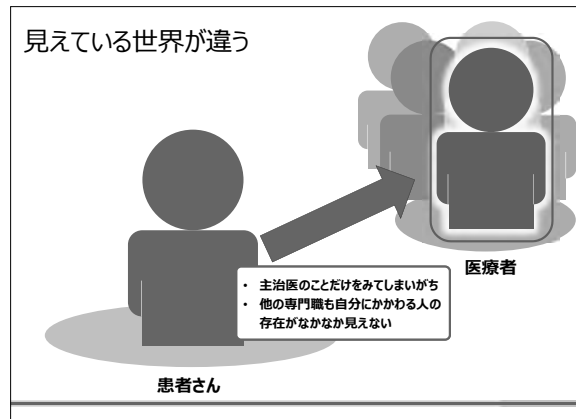 見えている世界が違う
医療者
・ 主治医のことだけをみてしまいがち
・ 他の専門職も自分にかかわる人の
存在がなかなか見えない
患者さん